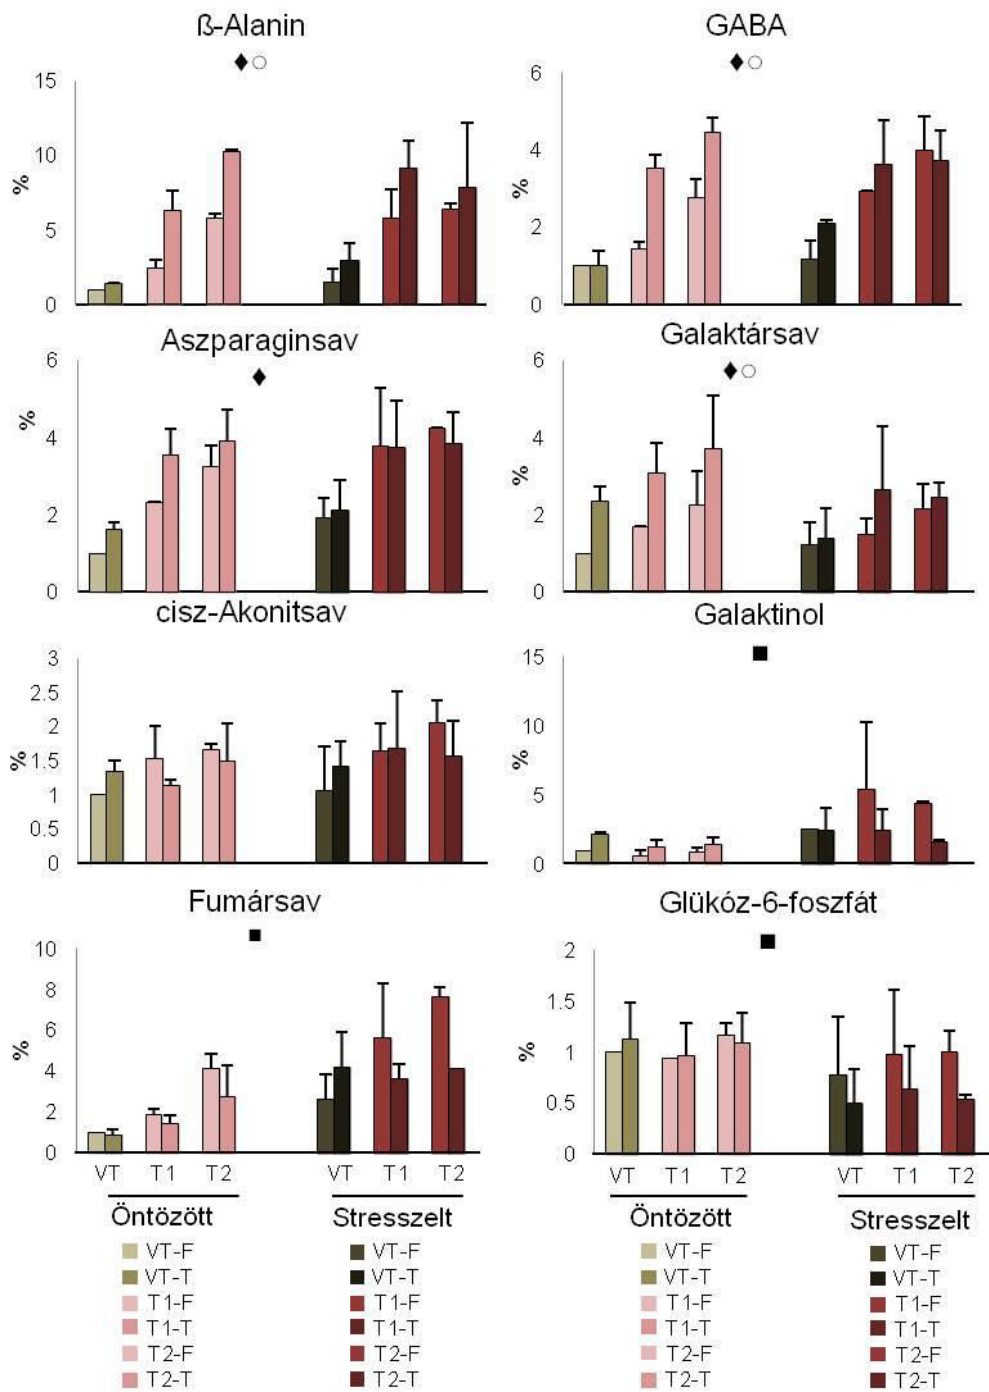 ß-Alanin
15
10
5
0
%
GABA
6
4
2
0
%
Aszparaginsav
6
4
2
0
%
Galaktársav
6
4
2
0
%
cisz-Akonitsav
3
2.5
2
1.5
1
0.5
0
%
Galaktinol
15
10
5
0
%
Fumársav
10
8
6
4
2
0
%
VT T1 T2 VT T1 T2
Öntözött Stresszelt
Glükóz-6-foszfát
2
1.5
1
0.5
0
%
VT T1 T2 VT T1 T2
Öntözött Stresszelt
VT-F VT-F VT-F VT-F
VT-T VT-T VT-T VT-T
T1-F T1-F T1-F T1-F
T1-T T1-T T1-T T1-T
T2-F T2-F T2-F T2-F
T2-T T2-T T2-T T2-T